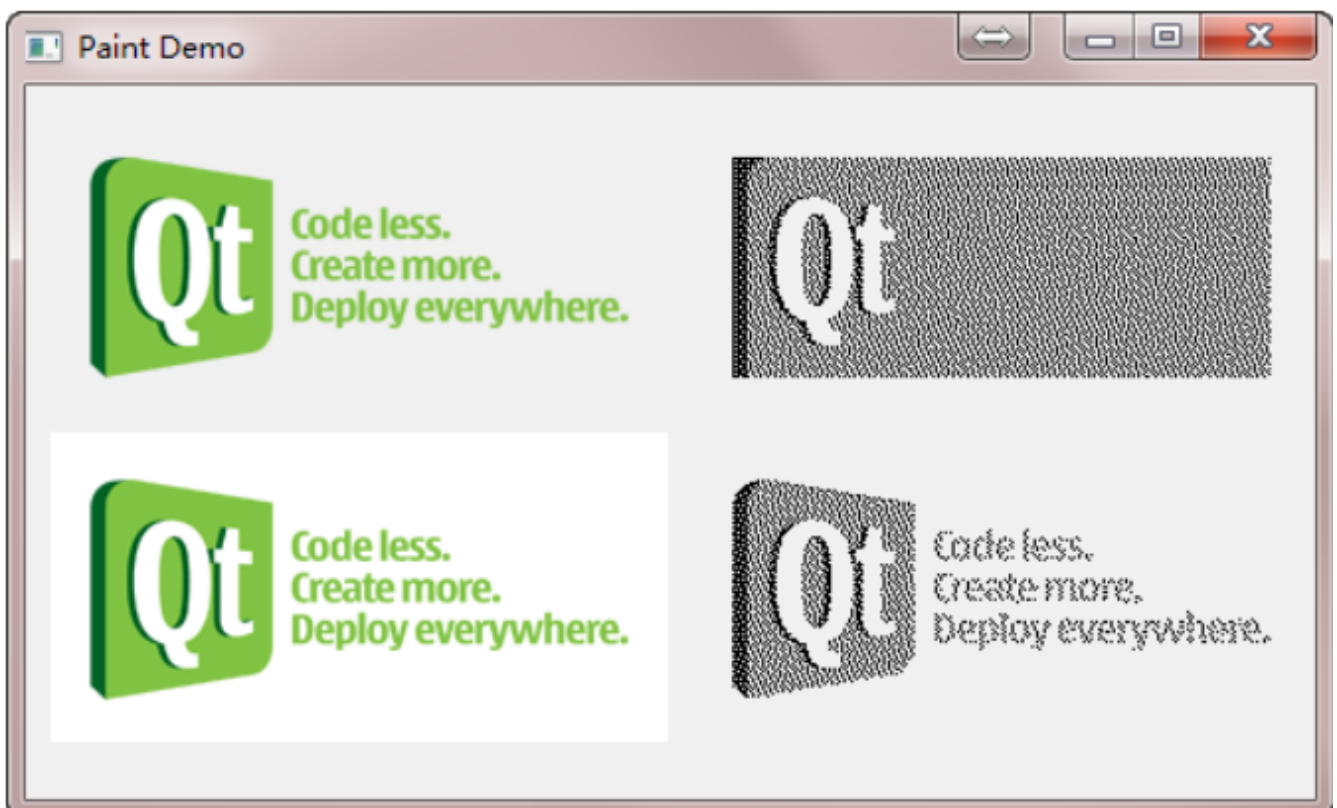 Paint Demo
Qt
Code less.
Create more.
Deploy everywhere.
Qt
Qt
Code less.
Create more.
Deploy everywhere.
Qt
Code less.
Create more.
Deploy everywhere.